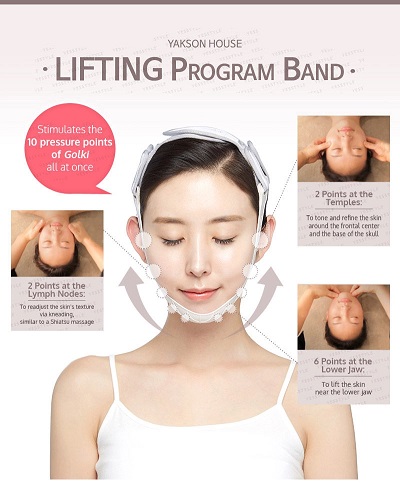 YAKSON HOUSE
· LIFTING PROGRAM BAND ·
Stimulates the
10 pressure points
of Golki
all at once
2 Points at the
Temples:
To tone and refine the skin
around the frontal center
and the base of the skull
2 Points at the
Lymph Nodes:
To readjust the skin's texture
via kneading,
similar to a Shiatsu massage
6 Points at the
Lower Jaw:
To lift the skin
near the lower jaw